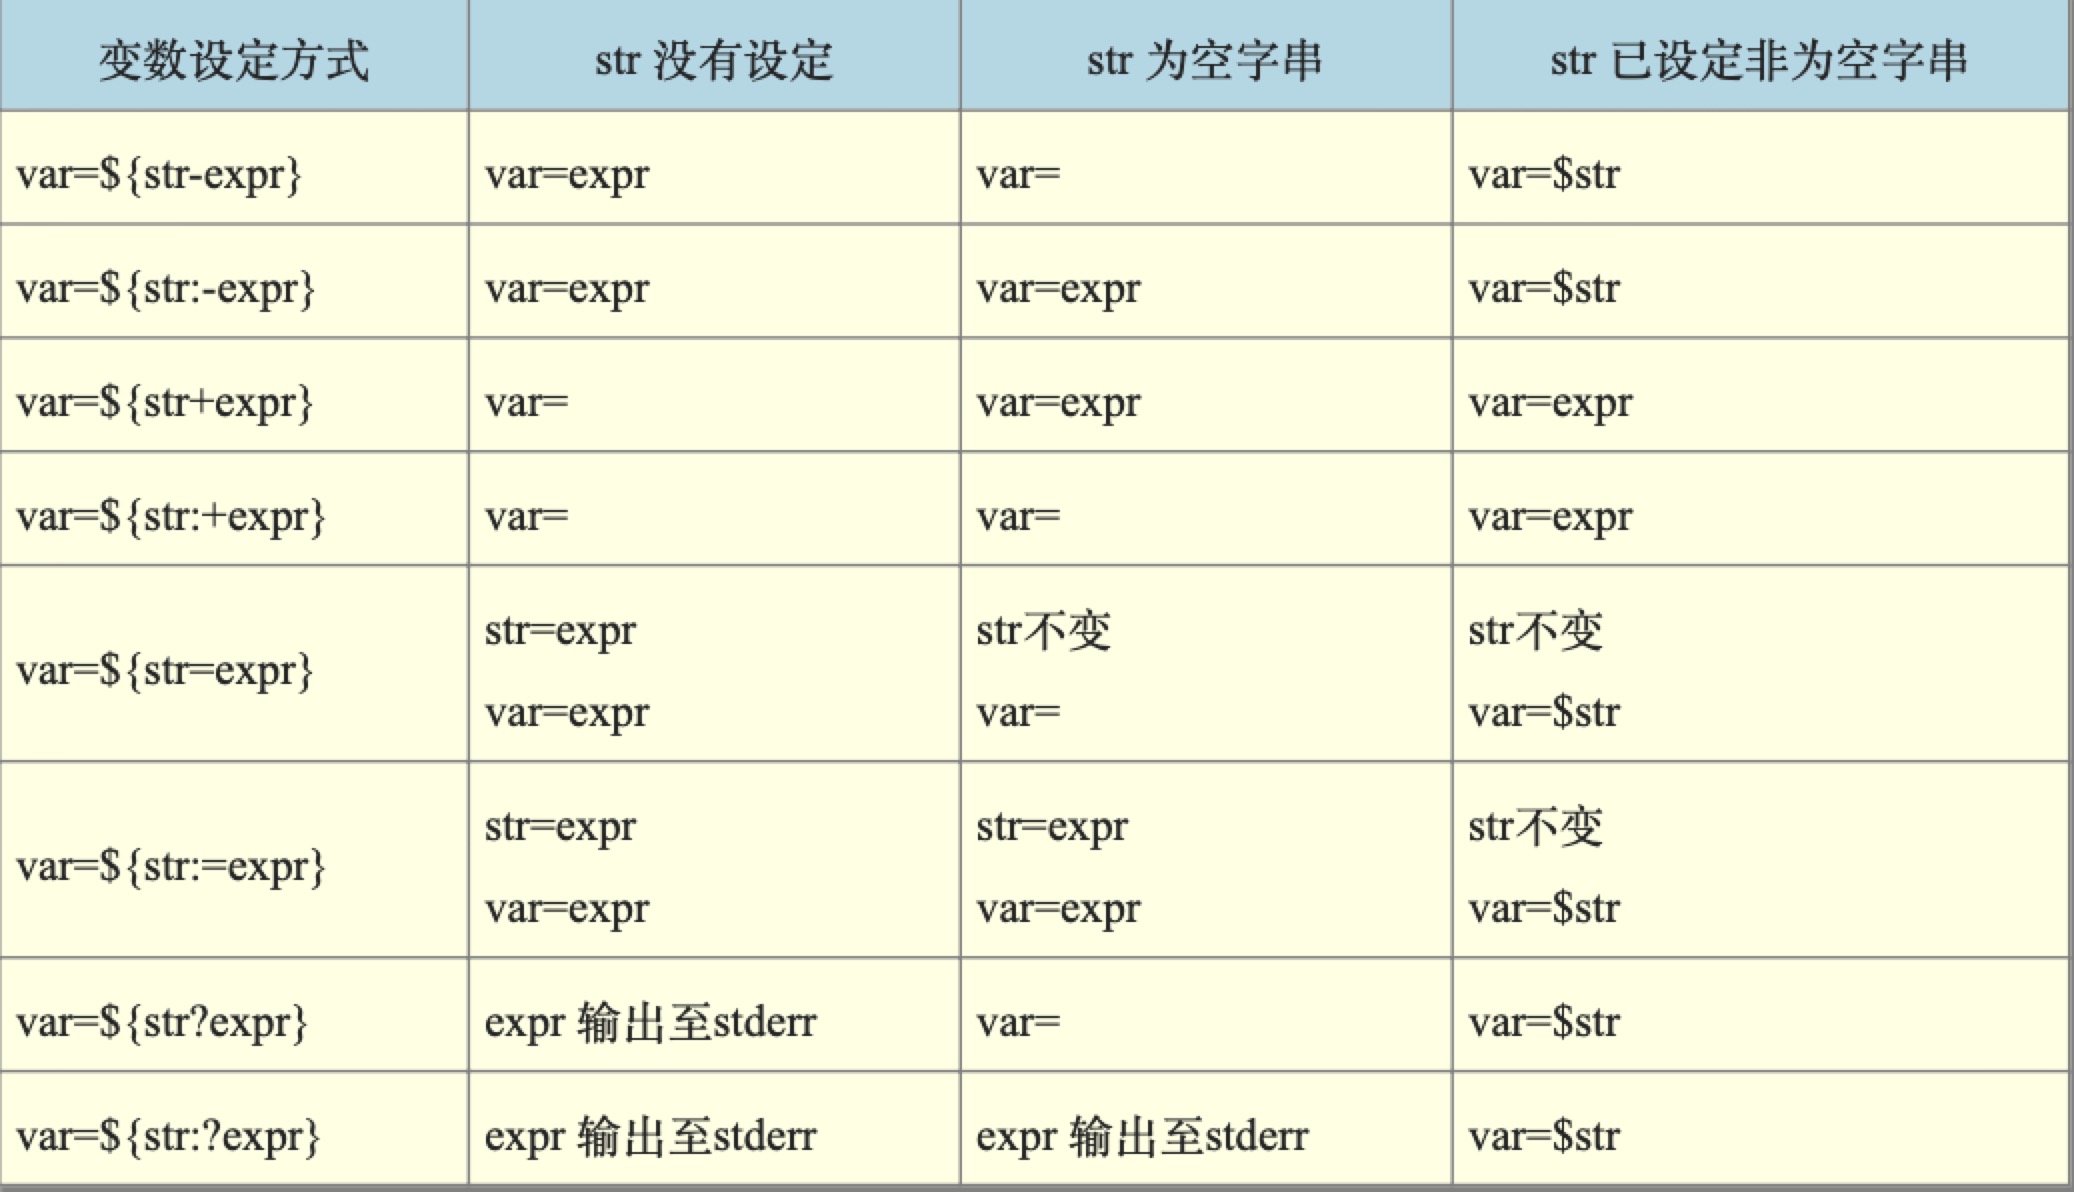 变数设定方式 str 没有设定 str 为空字串 str 已设定非为空字串
var=${str-expr} var=expr var= var=$str
var=${str:-expr} var=expr var=expr var=$str
var=${str+expr} var= var=expr var=expr
var=${str:+expr} var= var= var=expr
var=${str=expr}
str=expr str不变 str不变
var=expr var= var=$str
var=${str:=expr}
str=expr str=expr str不变
var=expr var=expr var=$str
var=${str?expr} expr 输出至stderr var= var=$str
var=${str:?expr} expr 输出至stderr expr 输出至stderr var=$str